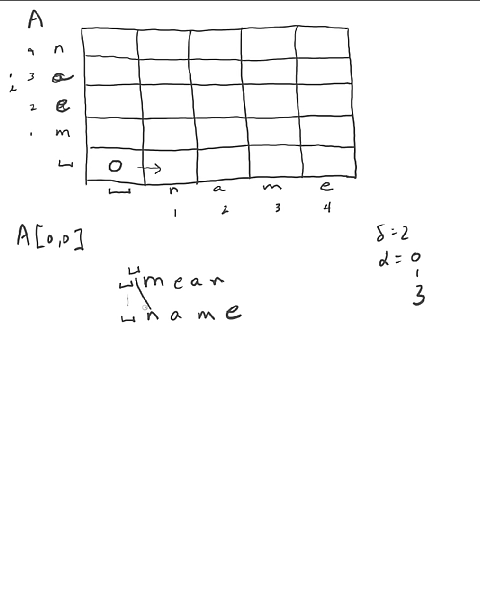 A
4 n
3 a
2 e
1 m
␣ 0 →
␣ n a m e
1 2 3 4
A[0,0]
δ=2
α=0
1
3
␣
␣ m e a n
␣ n a m e